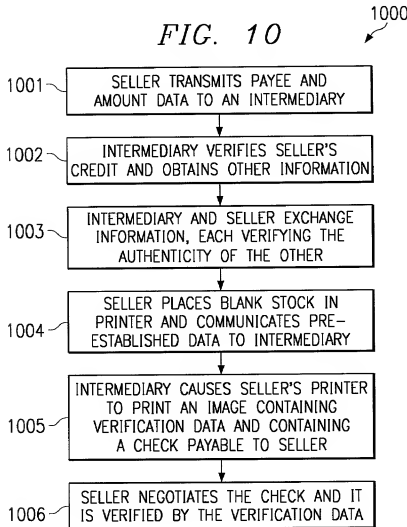 1000
FIG. 10
1001
SELLER TRANSMITS PAYEE AND
AMOUNT DATA TO AN INTERMEDIARY
1002
INTERMEDIARY VERIFIES SELLER'S
CREDIT AND OBTAINS OTHER INFORMATION
1003
INTERMEDIARY AND SELLER EXCHANGE
INFORMATION, EACH VERIFYING THE
AUTHENTICITY OF THE OTHER
1004
SELLER PLACES BLANK STOCK IN
PRINTER AND COMMUNICATES PRE-
ESTABLISHED DATA TO INTERMEDIARY
1005
INTERMEDIARY CAUSES SELLER'S PRINTER
TO PRINT AN IMAGE CONTAINING
VERIFICATION DATA AND CONTAINING
A CHECK PAYABLE TO SELLER
1006
SELLER NEGOTIATES THE CHECK AND IT
IS VERIFIED BY THE VERIFICATION DATA